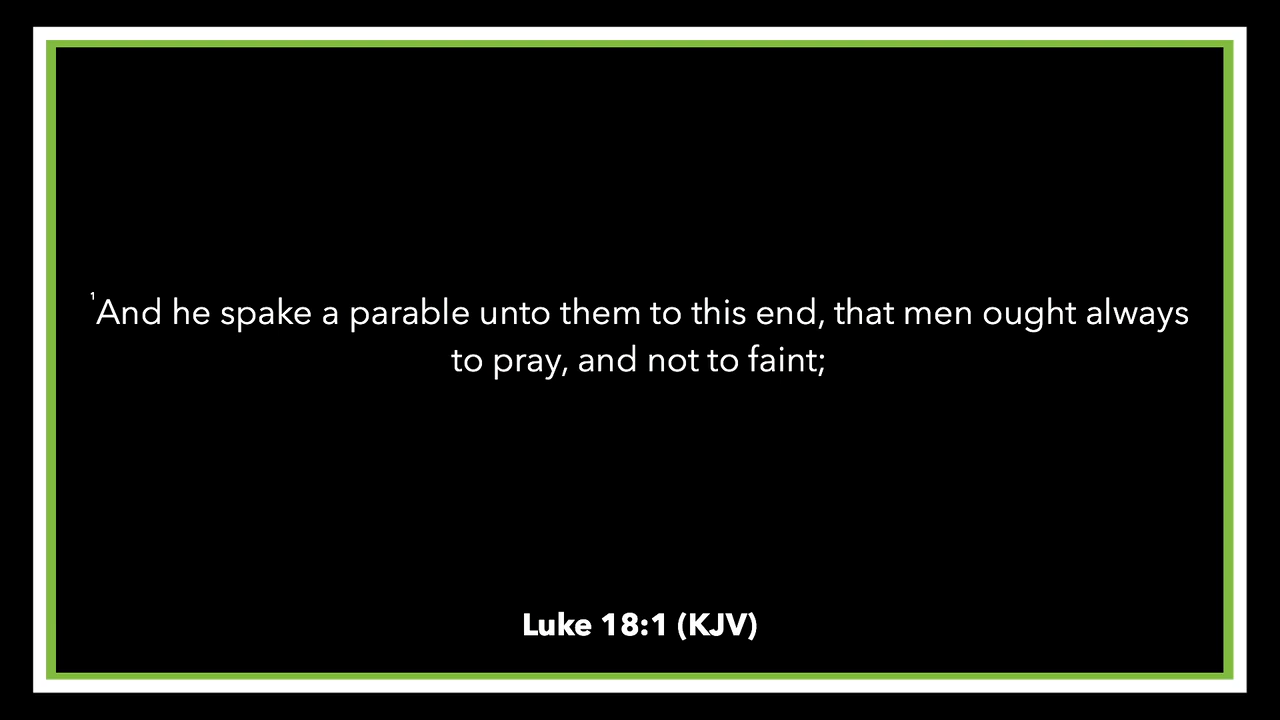 ¹And he spake a parable unto them to this end, that men ought always
to pray, and not to faint;
Luke 18:1 (KJV)